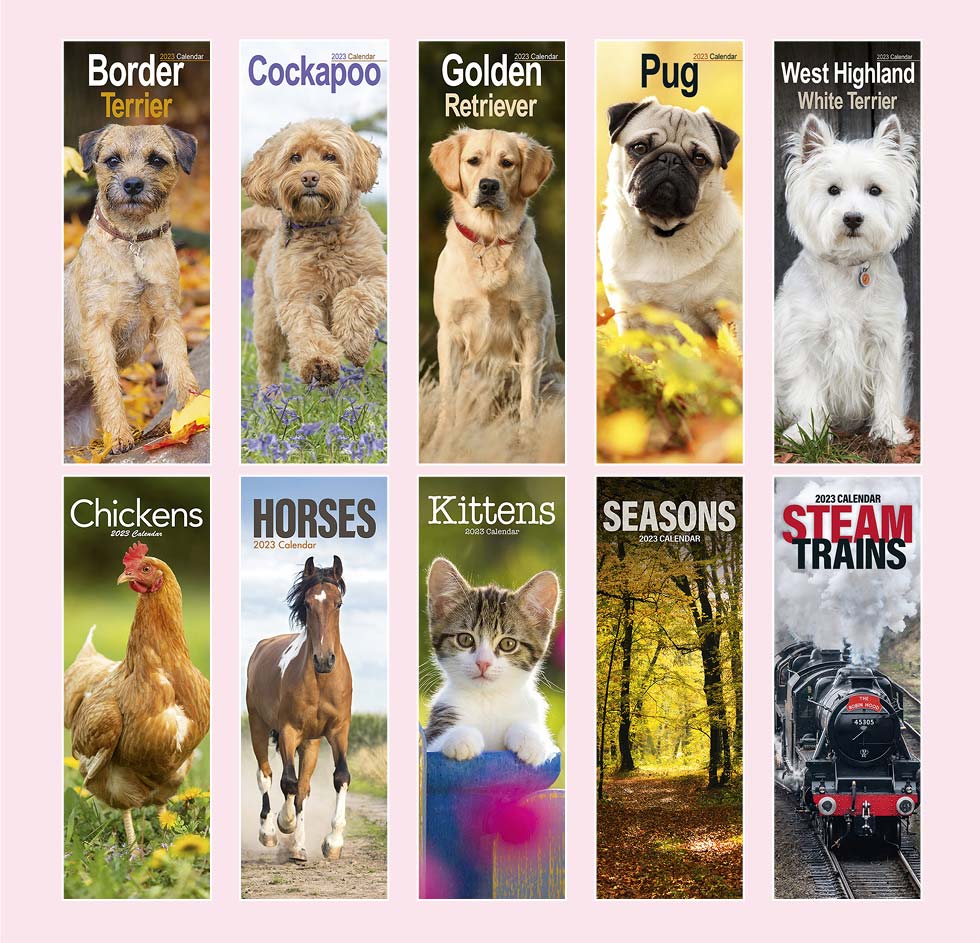 2023 Calendar
Border
Terrier
2023 Calendar
Cockapoo
2023 Calendar
Golden
Retriever
2023 Calendar
Pug
2023 Calendar
West Highland
White Terrier
Chickens
2023 Calendar
HORSES
2023 Calendar
Kittens
2023 Calendar
SEASONS
2023 CALENDAR
2023 CALENDAR
STEAM
TRAINS
THE
ROBIN HOOD
45305